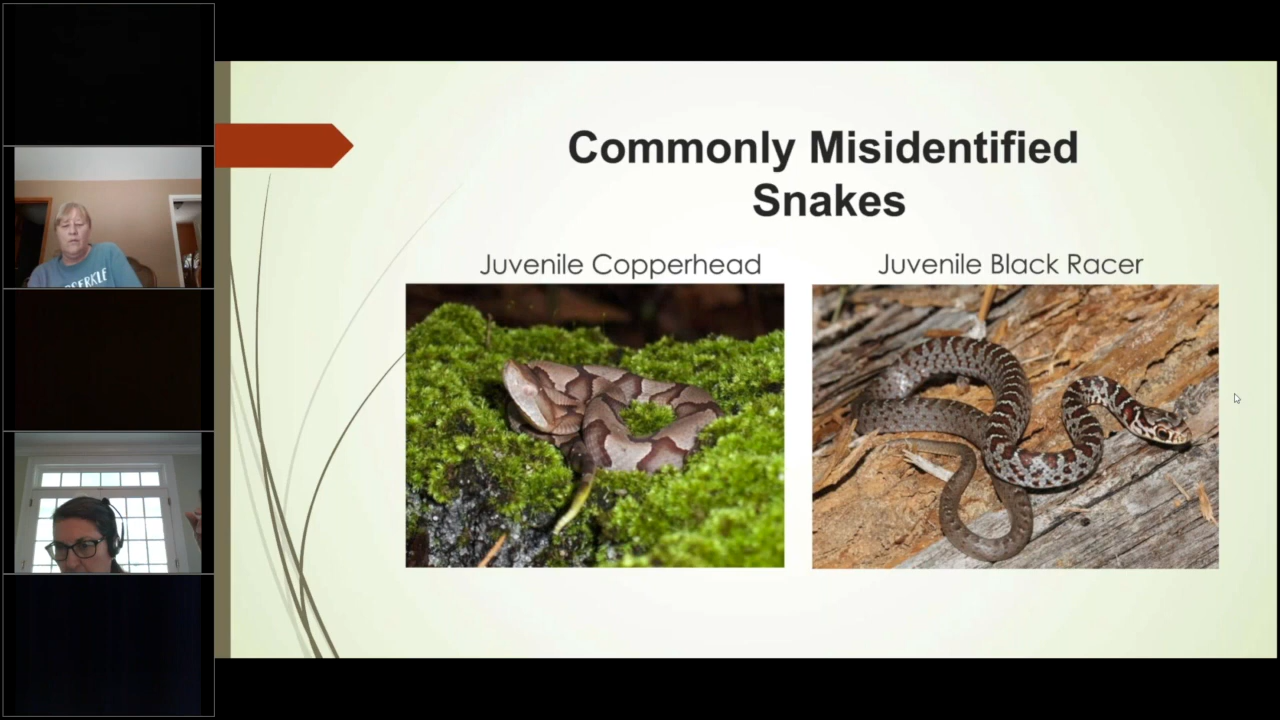 Commonly Misidentified
Snakes
Juvenile Copperhead
Juvenile Black Racer